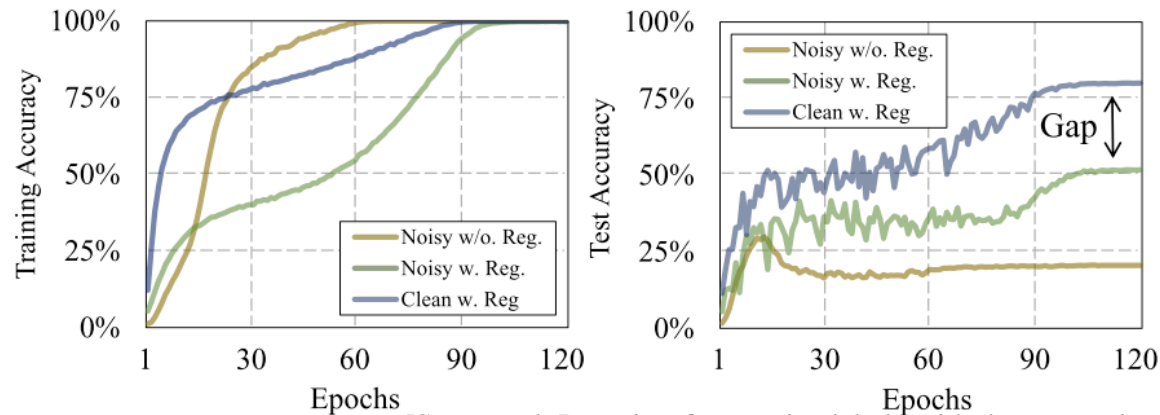 100%
75%
50%
25%
0%
Training Accuracy
Noisy w/o. Reg.
Noisy w. Reg.
Clean w. Reg
1 30 60 90 120
Epochs
100%
75%
50%
25%
0%
Test Accuracy
Noisy w/o. Reg.
Noisy w. Reg.
Clean w. Reg
Gap
1 30 60 90 120
Epochs